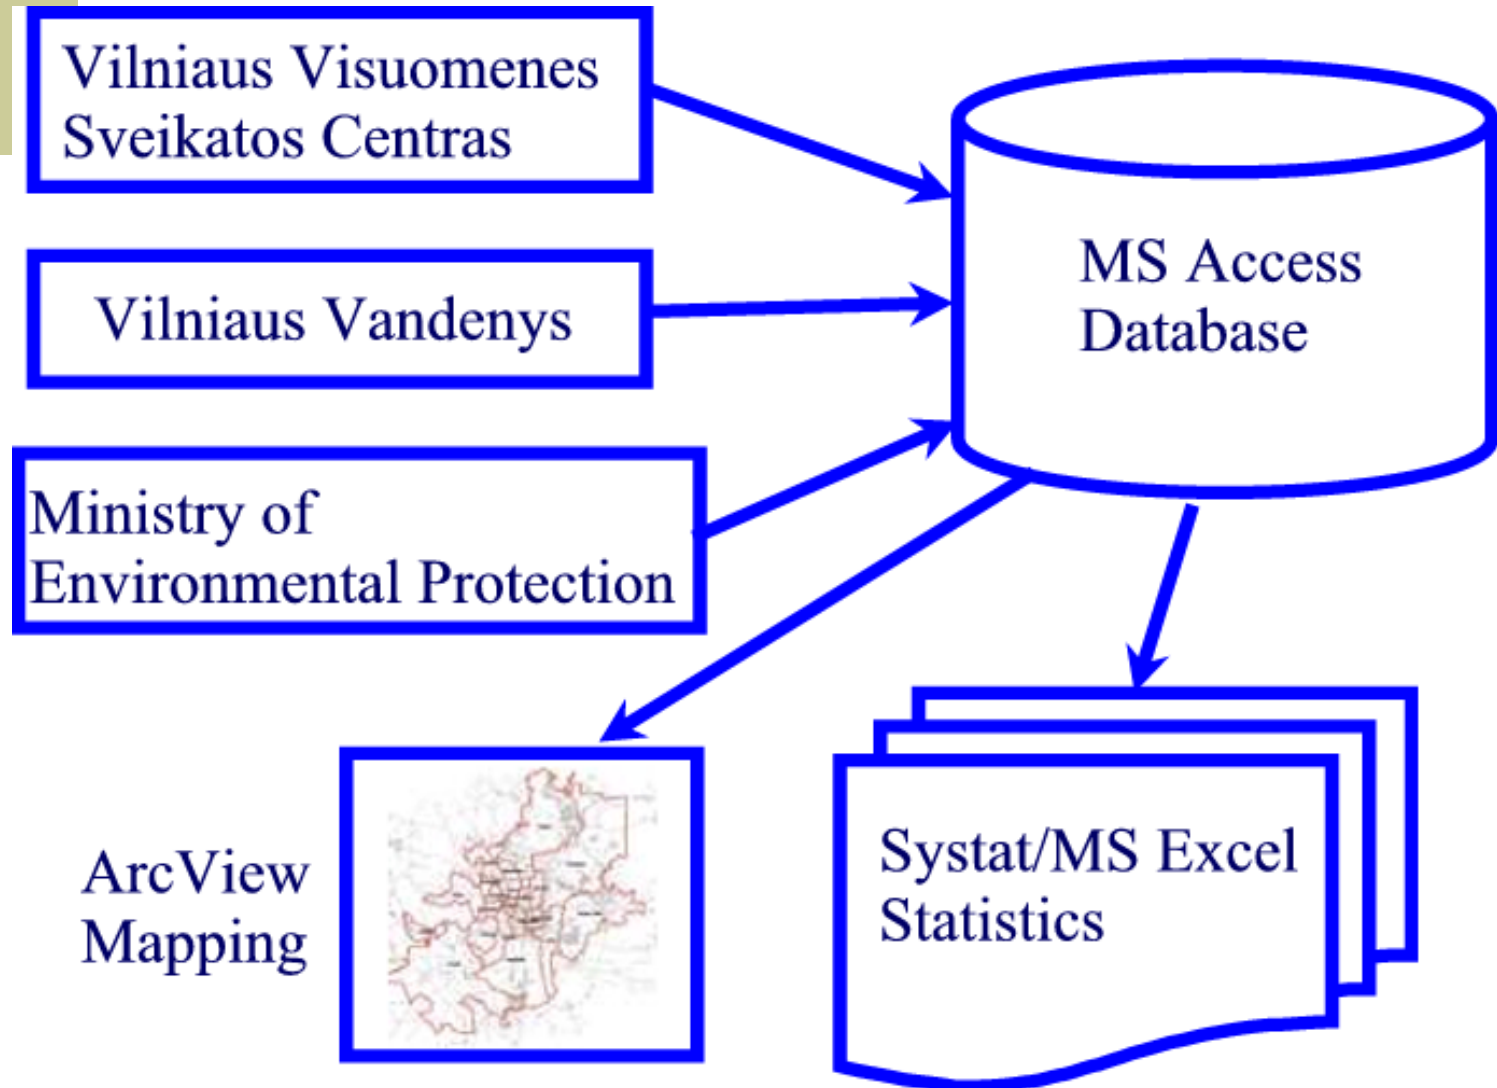 Vilniaus Visuomenes
Sveikatos Centras
Vilniaus Vandenys
Ministry of
Environmental Protection
MS Access
Database
ArcView
Mapping
Systat/MS Excel
Statistics